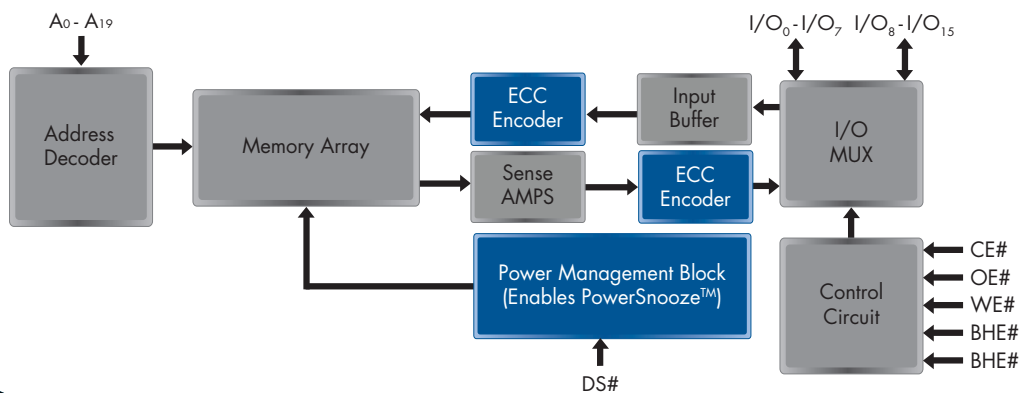 A0 - A19
I/O0-I/O7 I/O8-I/O15
Address
Decoder
Memory Array
ECC
Encoder
Input
Buffer
I/O
MUX
Sense
AMPS
ECC
Encoder
Power Management Block
(Enables PowerSnooze™)
DS#
Control
Circuit
CE#
OE#
WE#
BHE#
BHE#